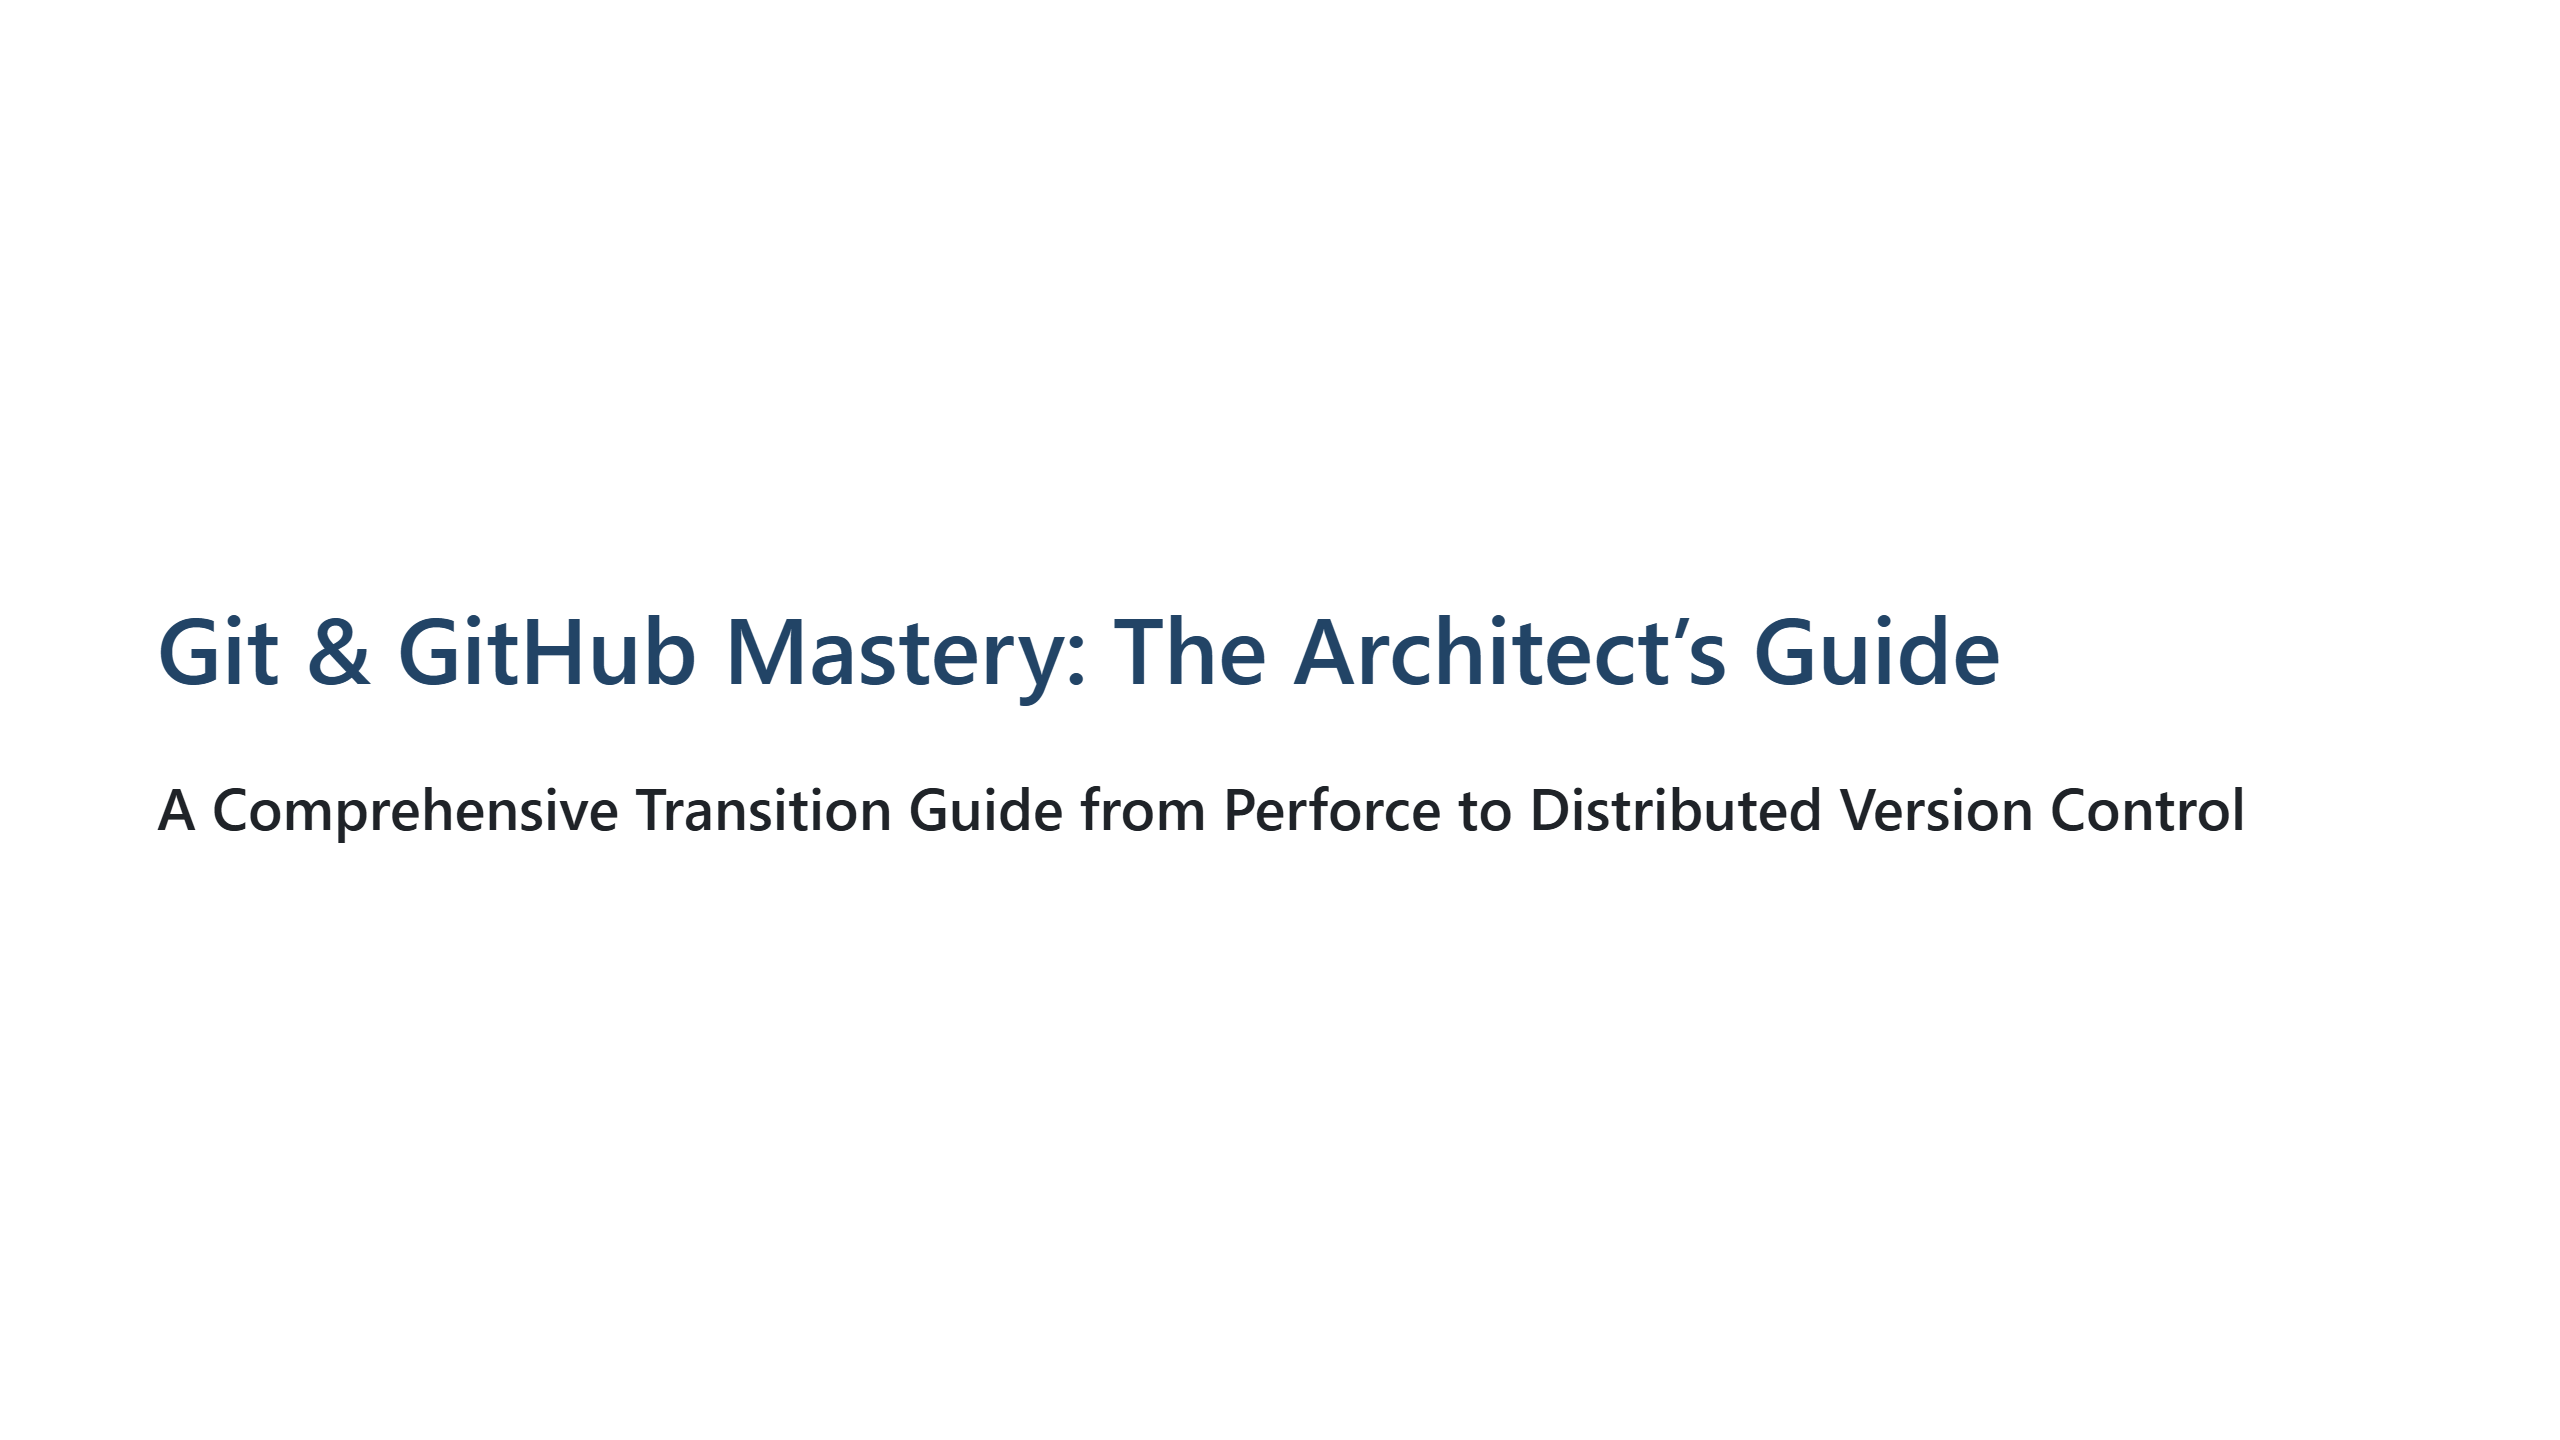 Git & GitHub Mastery: The Architect’s Guide
A Comprehensive Transition Guide from Perforce to Distributed Version Control